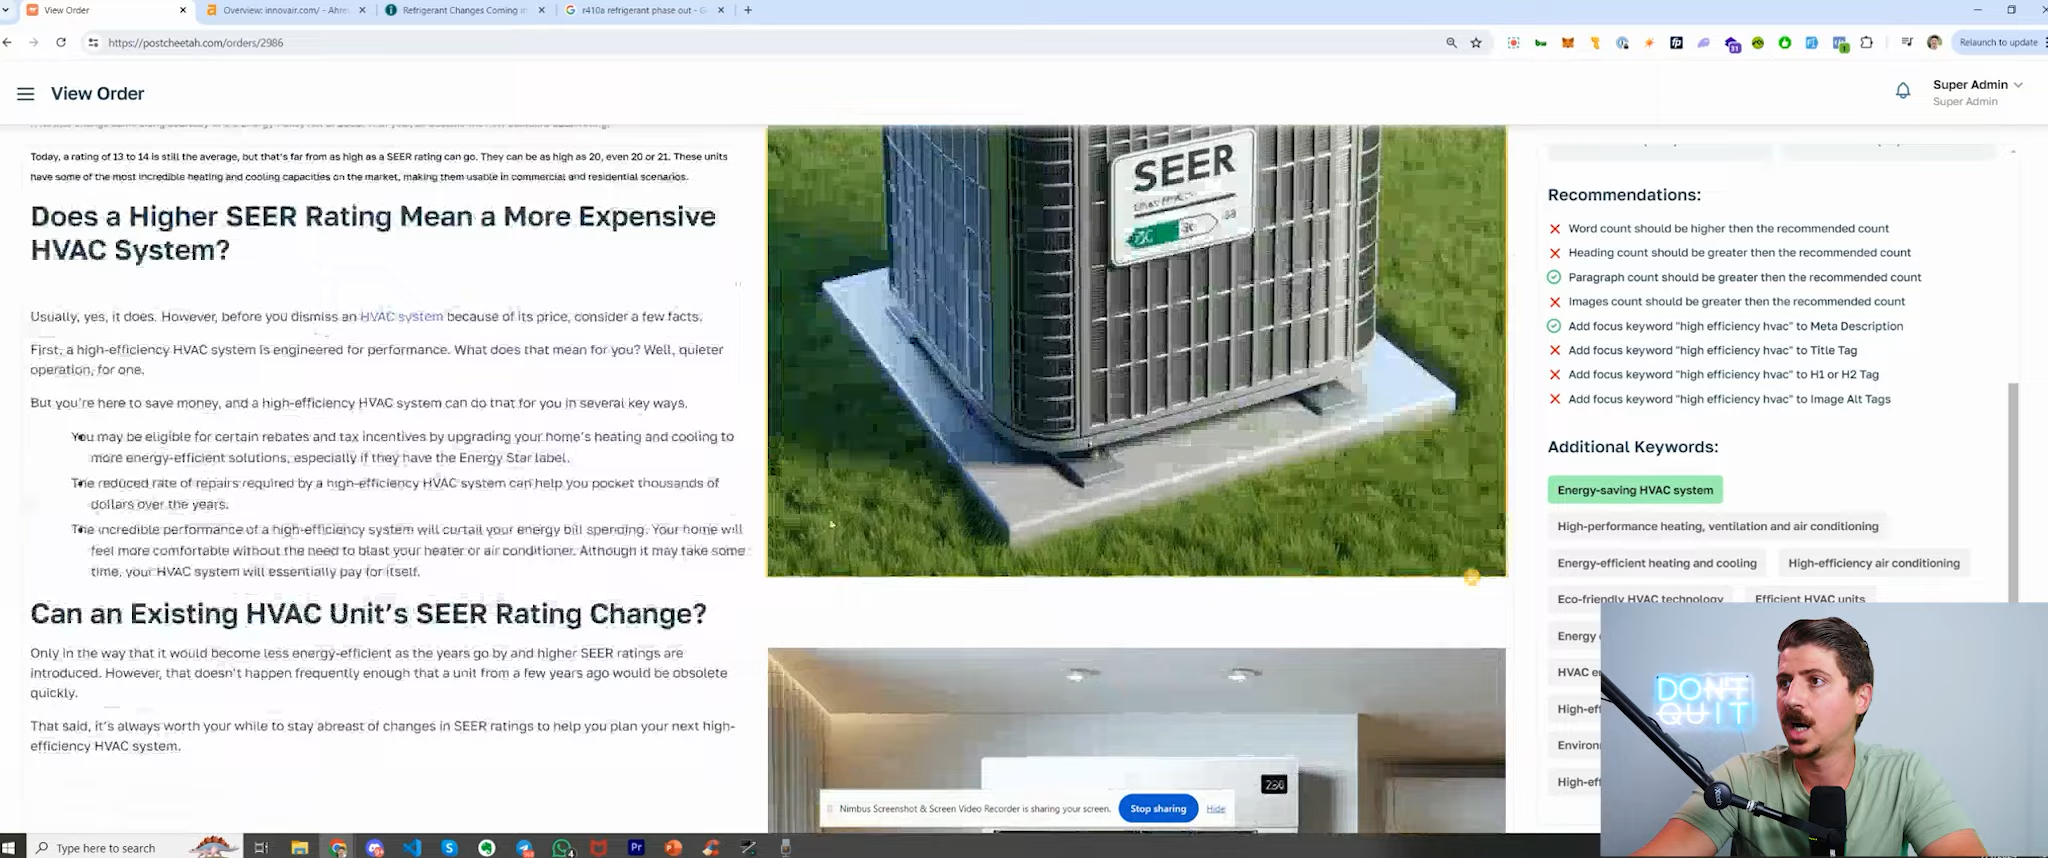 View Order
Overview: innovair.com/ - Ahre
Refrigerant Changes Coming in
r410a refrigerant phase out - G
https://postcheetah.com/orders/2986
Relaunch to update
View Order
Super Admin
Super Admin
Today, a rating of 13 to 14 is still the average, but that's far from as high as a SEER rating can go. They can be as high as 20, even 20 or 21. These units
have some of the most incredible heating and cooling capacities on the market, making them usable in commercial and residential scenarios.
Does a Higher SEER Rating Mean a More Expensive
HVAC System?
Usually, yes, it does. However, before you dismiss an HVAC system because of its price, consider a few facts.
First, a high-efficiency HVAC system is engineered for performance. What does that mean for you? Well, quieter
operation, for one.
But you're here to save money, and a high-efficiency HVAC system can do that for you in several key ways.
You may be eligible for certain rebates and tax incentives by upgrading your home's heating and cooling to
more energy-efficient solutions, especially if they have the Energy Star label.
The reduced rate of repairs required by a high-efficiency HVAC system can help you pocket thousands of
dollars over the years.
The incredible performance of a high-efficiency system will curtail your energy bill spending. Your home will
feel more comfortable without the need to blast your heater or air conditioner. Although it may take some
time, your HVAC system will essentially pay for itself.
Can an Existing HVAC Unit's SEER Rating Change?
Only in the way that it would become less energy-efficient as the years go by and higher SEER ratings are
introduced. However, that doesn't happen frequently enough that a unit from a few years ago would be obsolete
quickly.
That said, it's always worth your while to stay abreast of changes in SEER ratings to help you plan your next high-
efficiency HVAC system.
SEER
Recommendations:
Word count should be higher then the recommended count
Heading count should be greater then the recommended count
Paragraph count should be greater then the recommended count
Images count should be greater then the recommended count
Add focus keyword "high efficiency hvac" to Meta Description
Add focus keyword "high efficiency hvac" to Title Tag
Add focus keyword "high efficiency hvac" to H1 or H2 Tag
Add focus keyword "high efficiency hvac" to Image Alt Tags
Additional Keywords:
Energy-saving HVAC system
High-performance heating, ventilation and air conditioning
Energy-efficient heating and cooling
High-efficiency air conditioning
Eco-friendly HVAC technology
Efficient HVAC units
Energy
HVAC
High-ef
Environ
High-ef
DON'T
QUIT
Nimbus Screenshot & Screen Video Recorder is sharing your screen.
Stop sharing
Hide
Type here to search